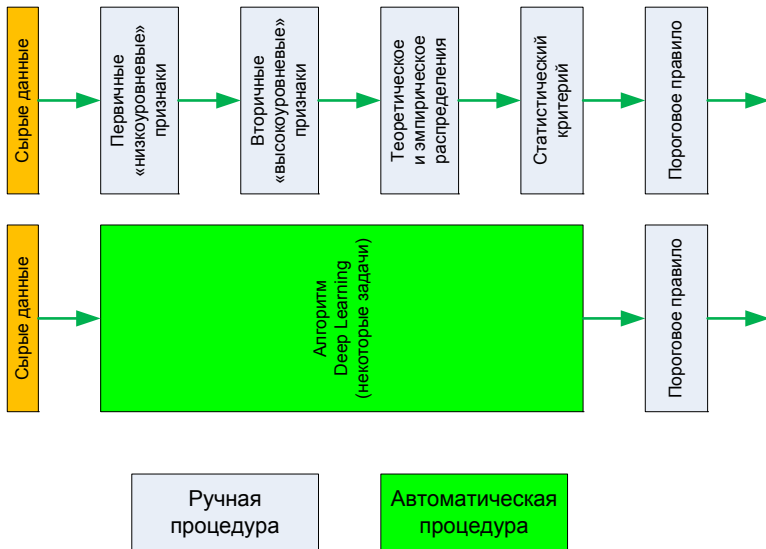 Сырые данные
Первичные
«низкоуровневые»
признаки
Вторичные
«высокоуровневые»
признаки
Теоретическое
и эмпирическое
распределения
Статистический
критерий
Пороговое правило
Сырые данные
Алгоритм
Deep Learning
(некоторые задачи)
Пороговое правило
Ручная
процедура
Автоматическая
процедура